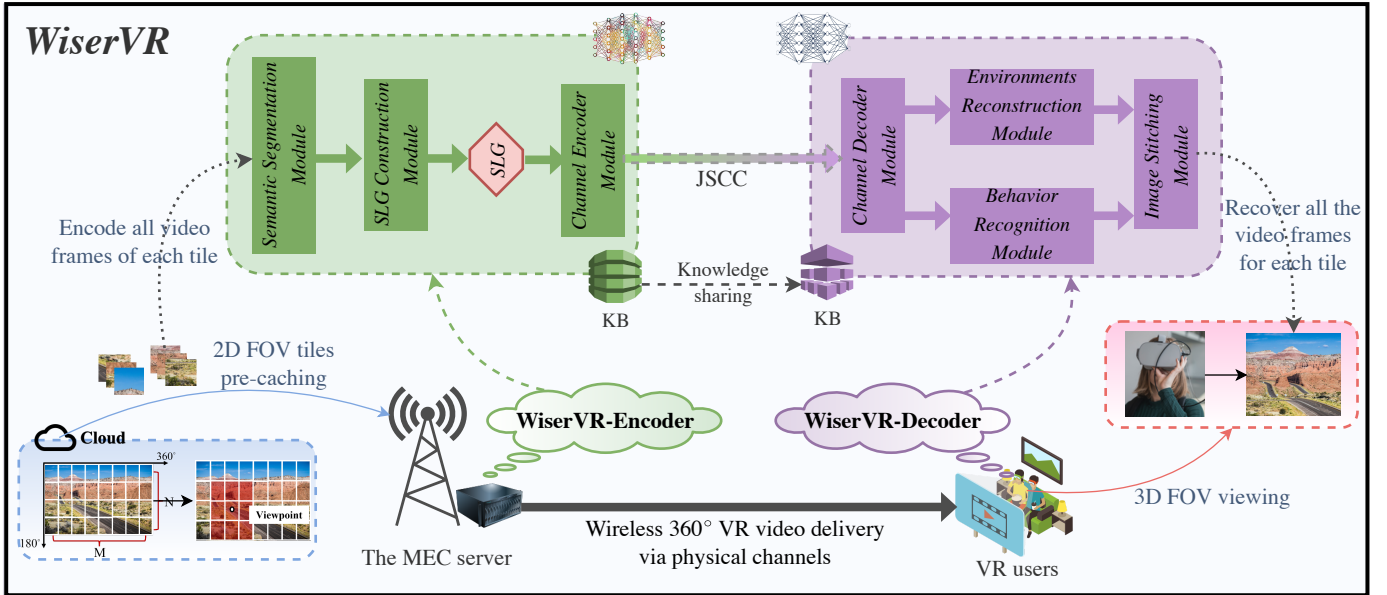 WiserVR
Semantic Segmentation
Module
SLG Construction
Module
SLG
Channel Encoder
Module
JSCC
Channel Decoder
Module
Environments
Reconstruction
Module
Behavior
Recognition
Module
Image Stitching
Module
Encode all video
frames of each tile
Recover all the
video frames
for each tile
KB
Knowledge
sharing
KB
2D FOV tiles
pre-caching
WiserVR-Encoder
WiserVR-Decoder
Cloud
360°
N
Viewpoint
180°
M
The MEC server
Wireless 360° VR video delivery
via physical channels
VR users
3D FOV viewing